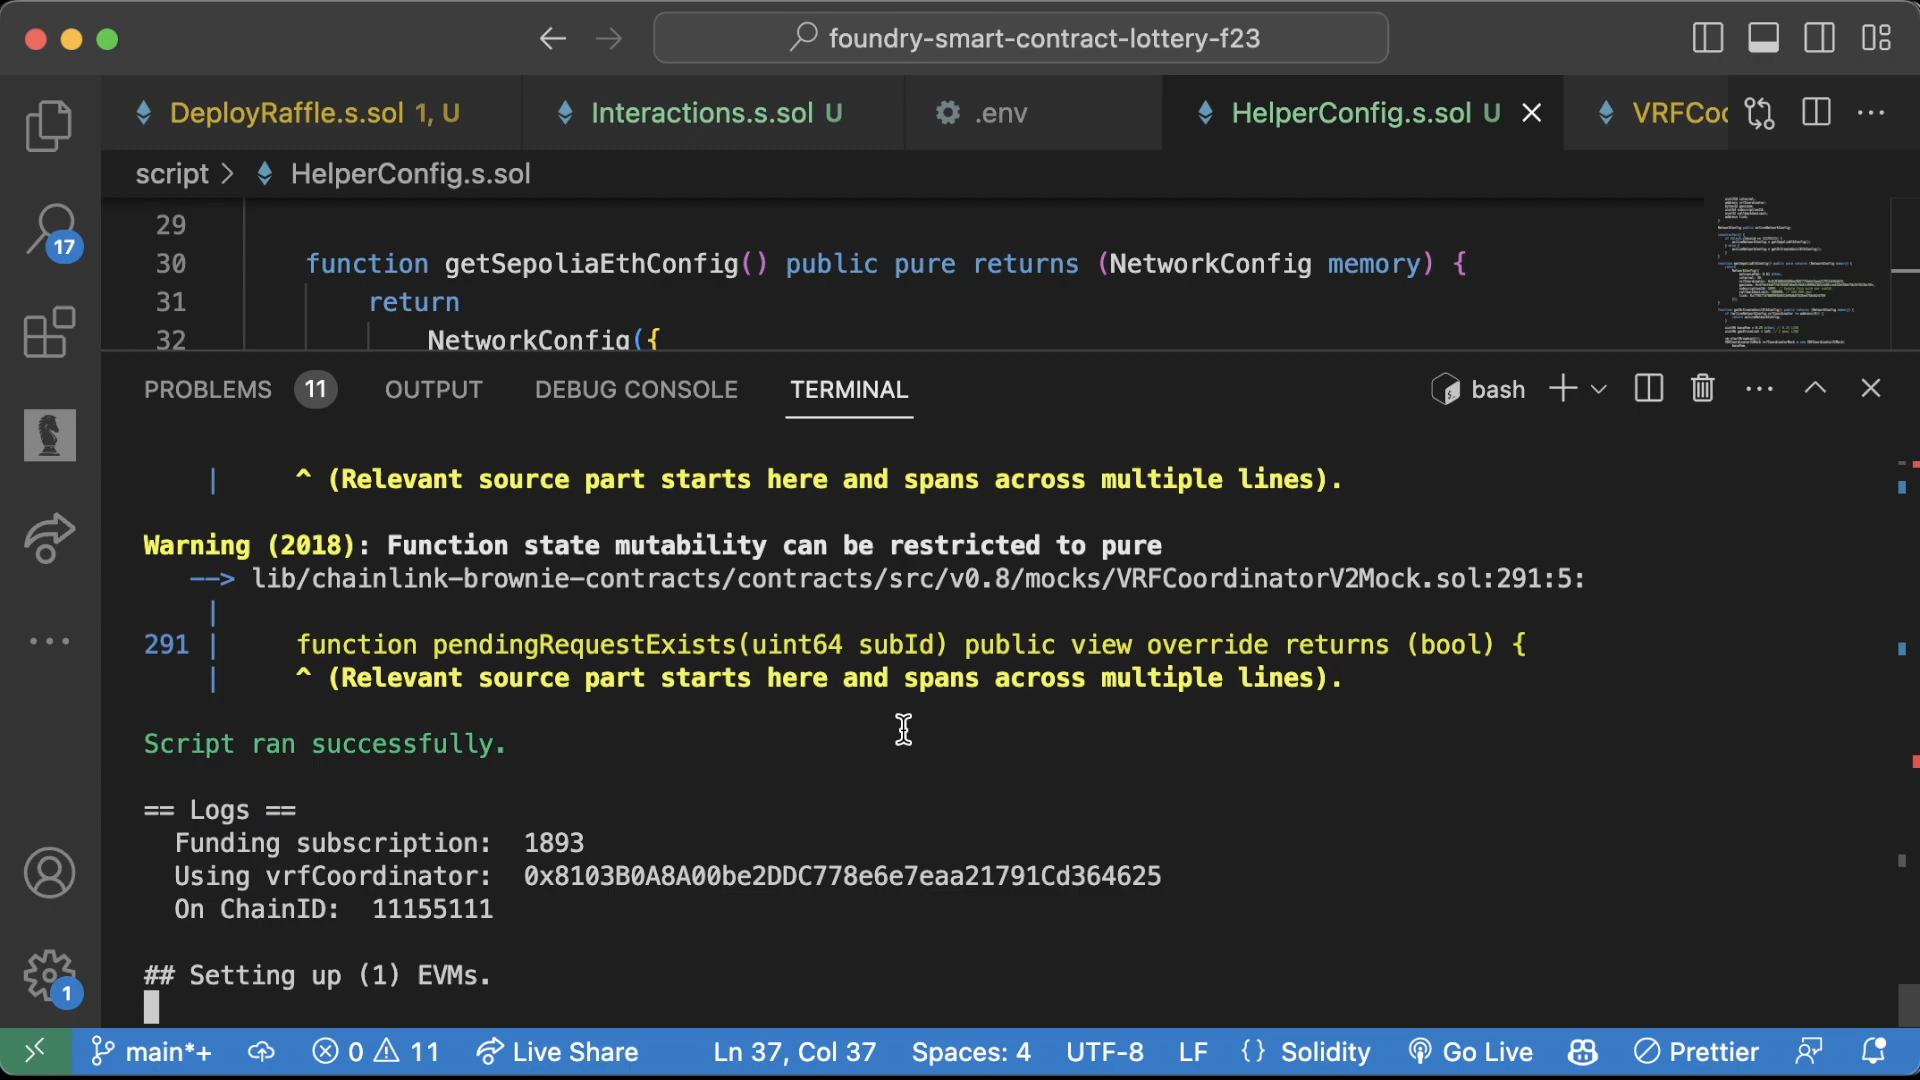 foundry-smart-contract-lottery-f23
DeployRaffle.s.sol 1, U
Interactions.s.sol U
.env
HelperConfig.s.sol U
VRFCoo
script > HelperConfig.s.sol
17
29
30 function getSepoliaEthConfig() public pure returns (NetworkConfig memory) {
31 return
32 NetworkConfig({
PROBLEMS 11 OUTPUT DEBUG CONSOLE TERMINAL
bash
| ^ (Relevant source part starts here and spans across multiple lines).
Warning (2018): Function state mutability can be restricted to pure
--> lib/chainlink-brownie-contracts/contracts/src/v0.8/mocks/VRFCoordinatorV2Mock.sol:291:5:
|
291 | function pendingRequestExists(uint64 subId) public view override returns (bool) {
| ^ (Relevant source part starts here and spans across multiple lines).
Script ran successfully.
== Logs ==
Funding subscription: 1893
Using vrfCoordinator: 0x8103B0A8A00be2DDC778e6e7eaa21791Cd364625
On ChainID: 11155111
## Setting up (1) EVMs.
1
main*+ 0 11 Live Share Ln 37, Col 37 Spaces: 4 UTF-8 LF {} Solidity Go Live Prettier